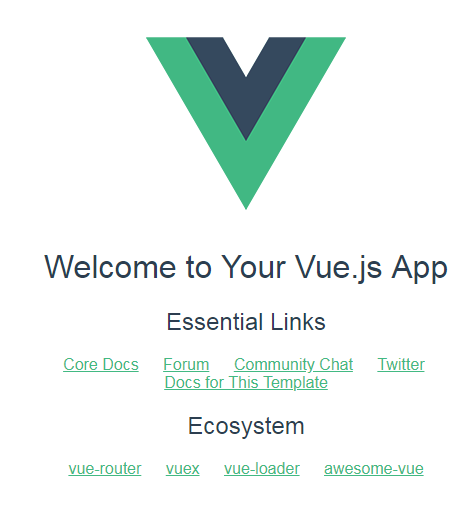 Welcome to Your Vue.js App
Essential Links
Core Docs Forum Community Chat Twitter
Docs for This Template
Ecosystem
vue-router vuex vue-loader awesome-vue